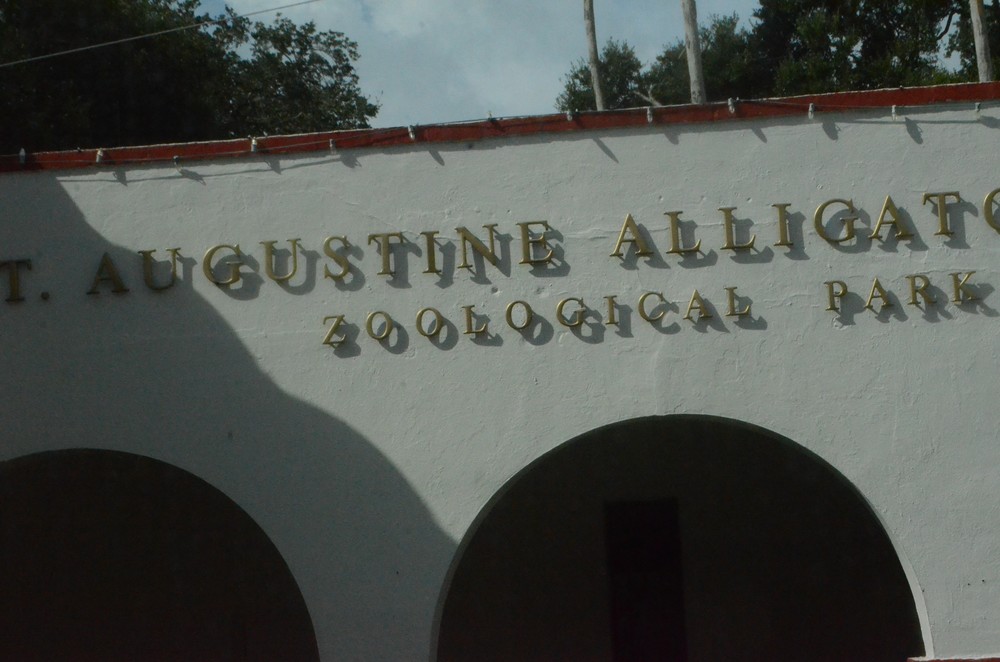 T. AUGUSTINE ALLIGATO
ZOOLOGICAL PARK